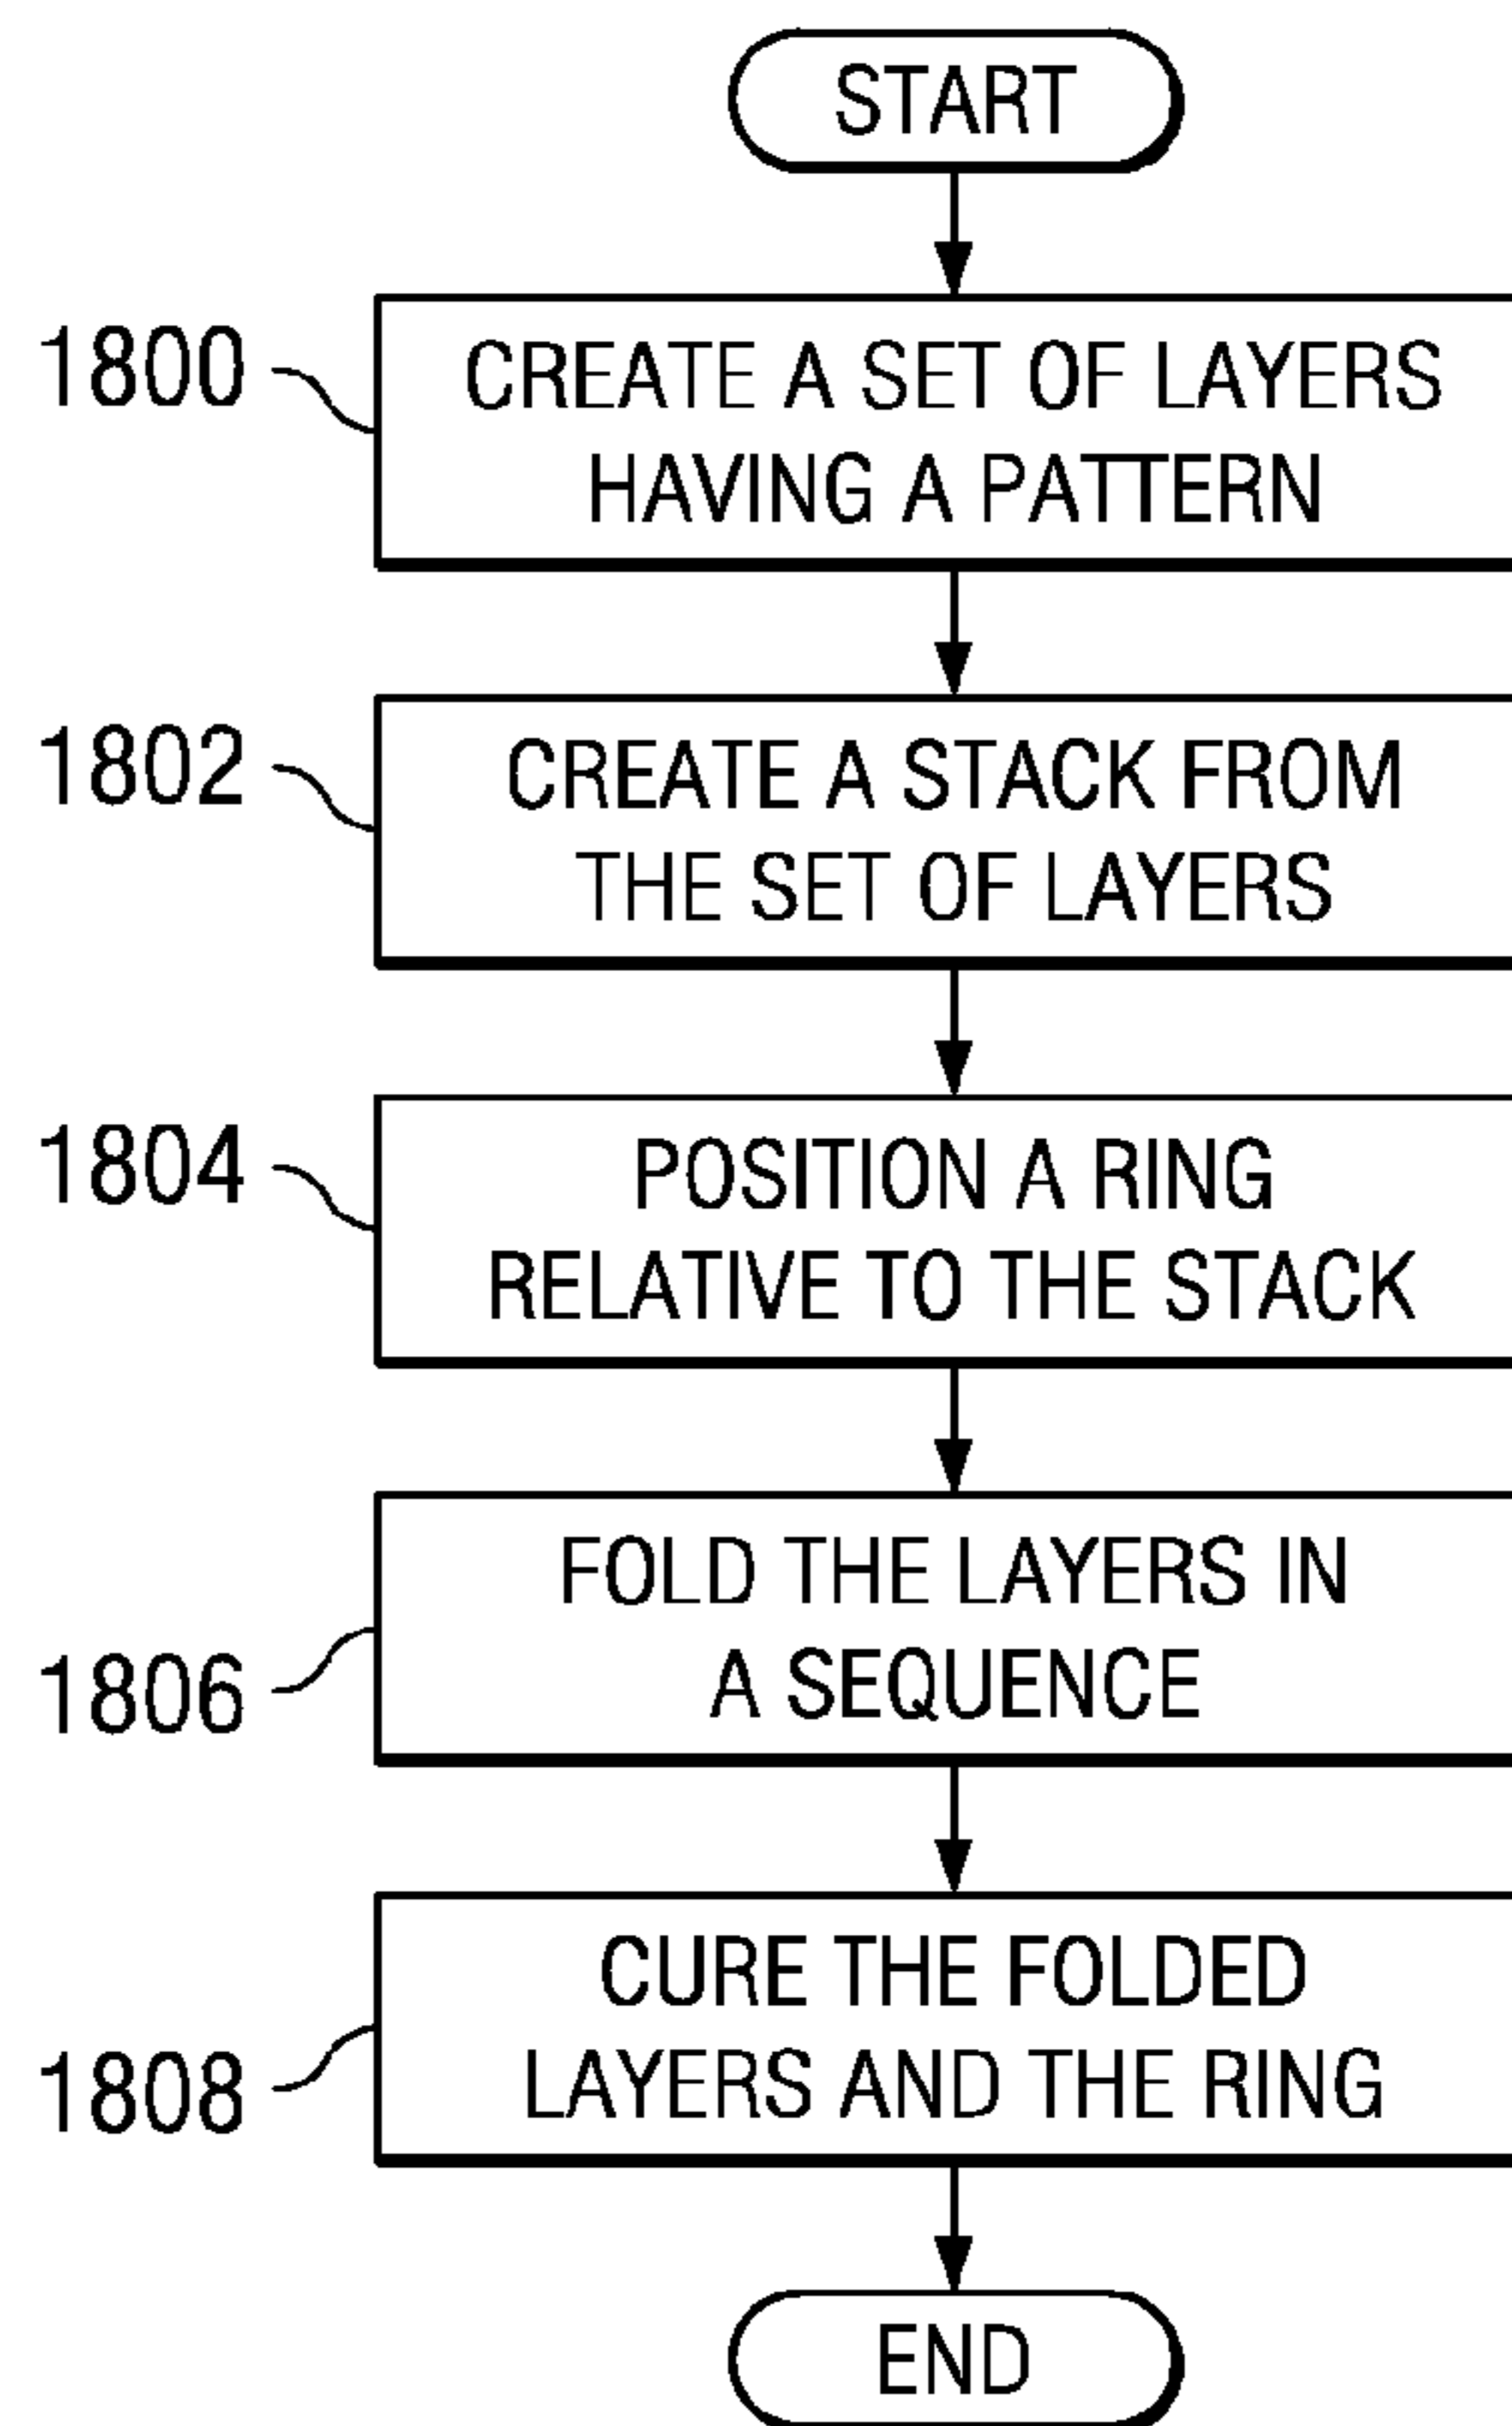 START
1800
CREATE A SET OF LAYERS
HAVING A PATTERN
1802
CREATE A STACK FROM
THE SET OF LAYERS
1804
POSITION A RING
RELATIVE TO THE STACK
1806
FOLD THE LAYERS IN
A SEQUENCE
1808
CURE THE FOLDED
LAYERS AND THE RING
END